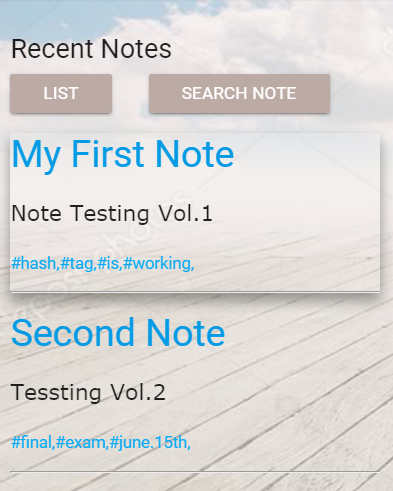 Recent Notes
LIST SEARCH NOTE
My First Note
Note Testing Vol.1
#hash,#tag,#is,#working,
Second Note
Tessting Vol.2
#final,#exam,#june.15th,